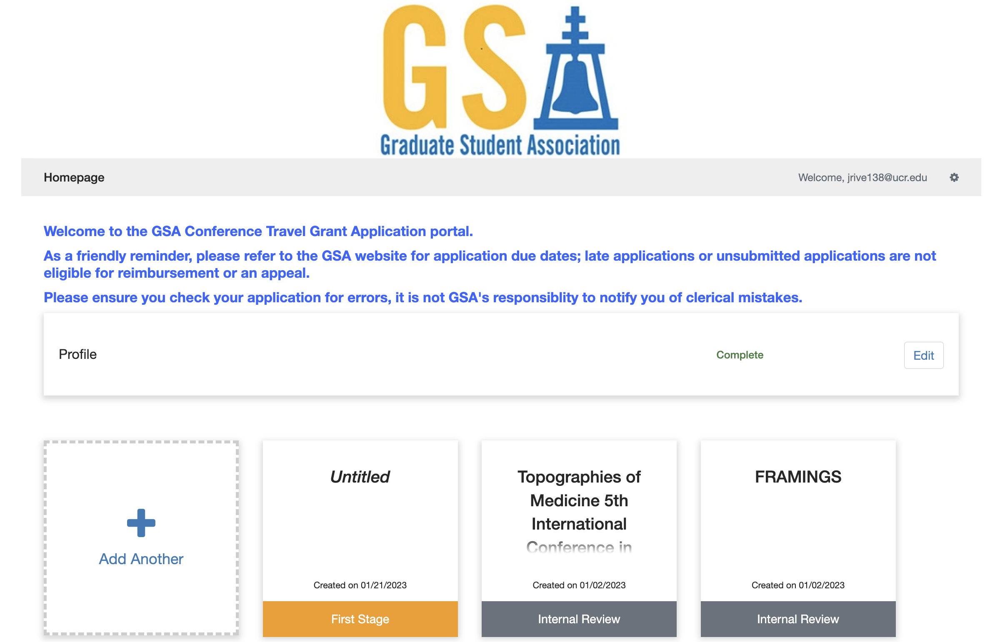 GSA
Graduate Student Association
Homepage
Welcome, jrive138@ucr.edu
Welcome to the GSA Conference Travel Grant Application portal.
As a friendly reminder, please refer to the GSA website for application due dates; late applications or unsubmitted applications are not
eligible for reimbursement or an appeal.
Please ensure you check your application for errors, it is not GSA's responsiblity to notify you of clerical mistakes.
Profile
Complete
Edit
Add Another
Untitled
Created on 01/21/2023
First Stage
Topographies of
Medicine 5th
International
Conference in
Created on 01/02/2023
Internal Review
FRAMINGS
Created on 01/02/2023
Internal Review